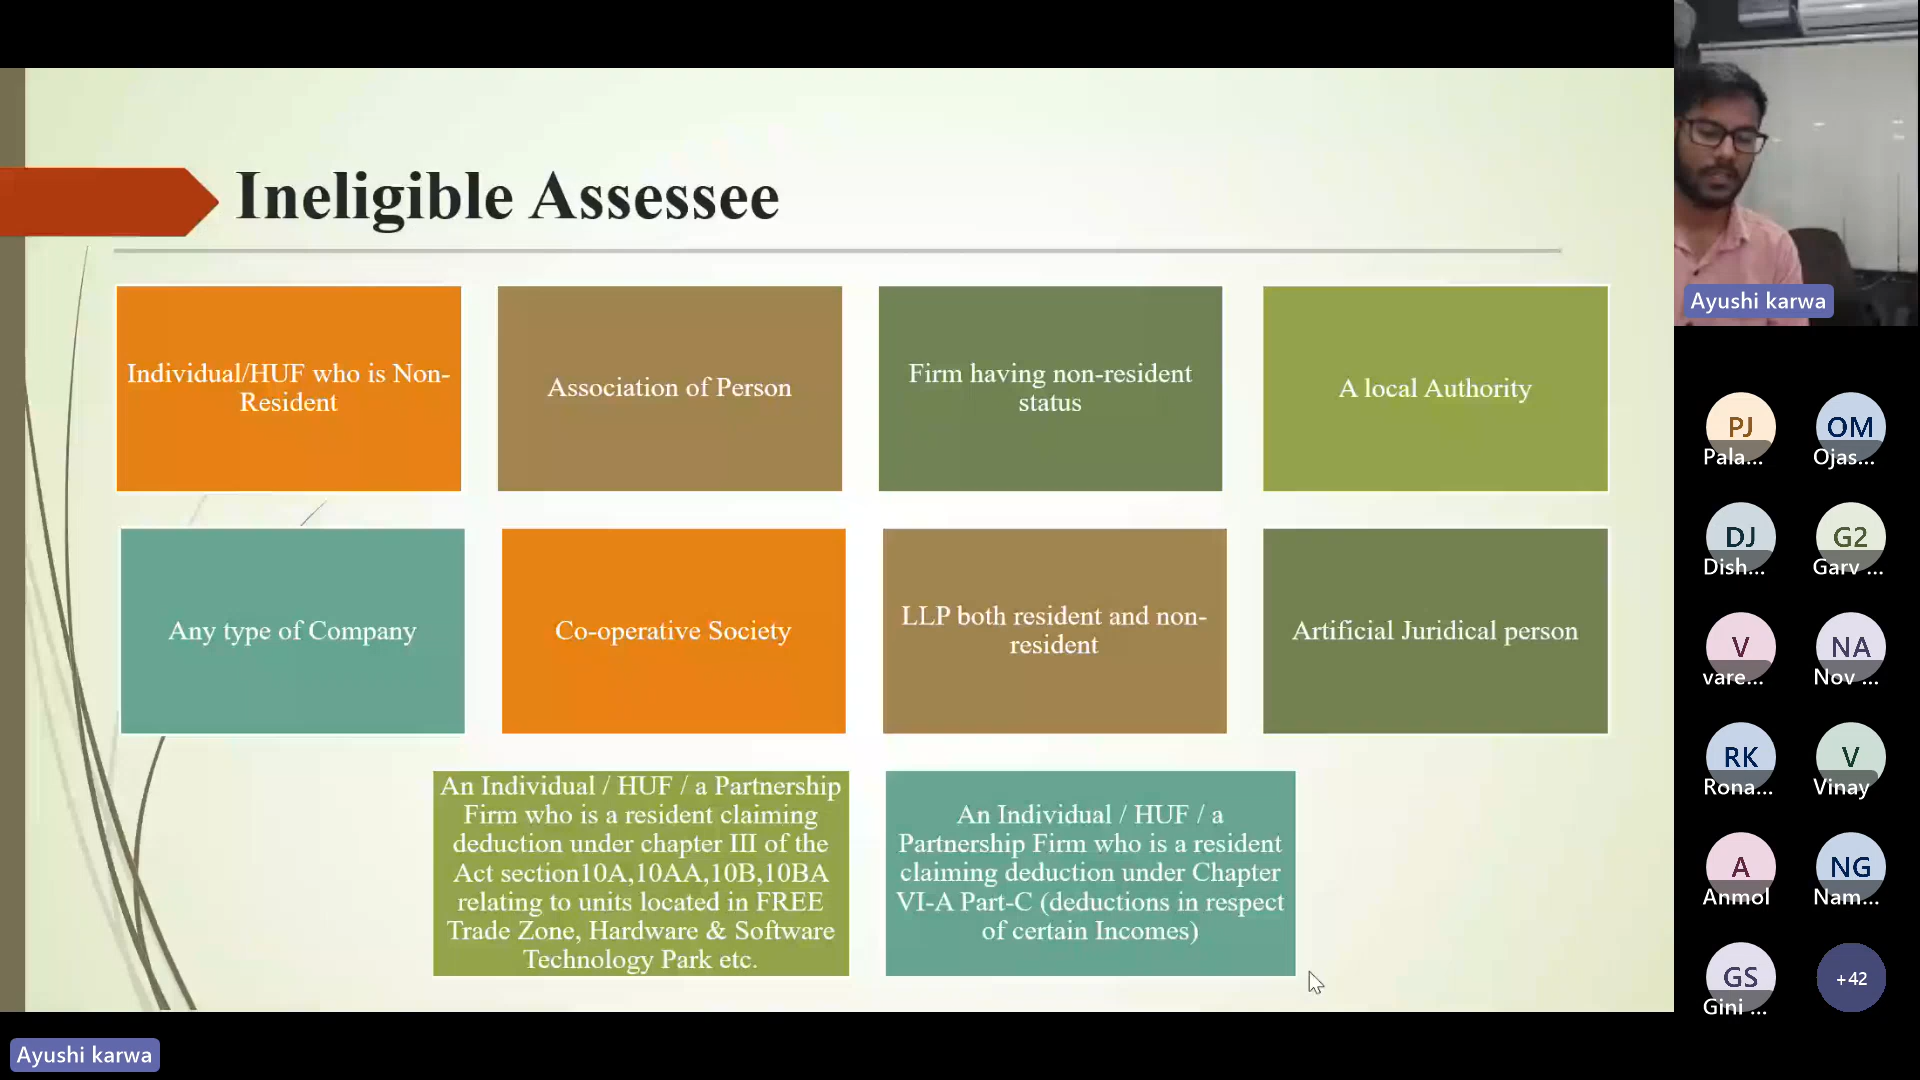 Ineligible Assessee
Individual/HUF who is Non-
Resident
Association of Person
Firm having non-resident
status
A local Authority
Any type of Company
Co-operative Society
LLP both resident and non-
resident
Artificial Juridical person
An Individual / HUF / a Partnership
Firm who is a resident claiming
deduction under chapter III of the
Act section10A,10AA,10B,10BA
relating to units located in FREE
Trade Zone, Hardware & Software
Technology Park etc.
An Individual / HUF / a
Partnership Firm who is a resident
claiming deduction under Chapter
VI-A Part-C (deductions in respect
of certain Incomes)
Ayushi karwa
PJ
Pala...
OM
Ojas...
DJ
Dish...
G2
Garv ...
V
vare...
NA
Nov ...
RK
Rona...
V
Vinay
A
Anmol
NG
Nam...
GS
Gini ...
+42
Ayushi karwa